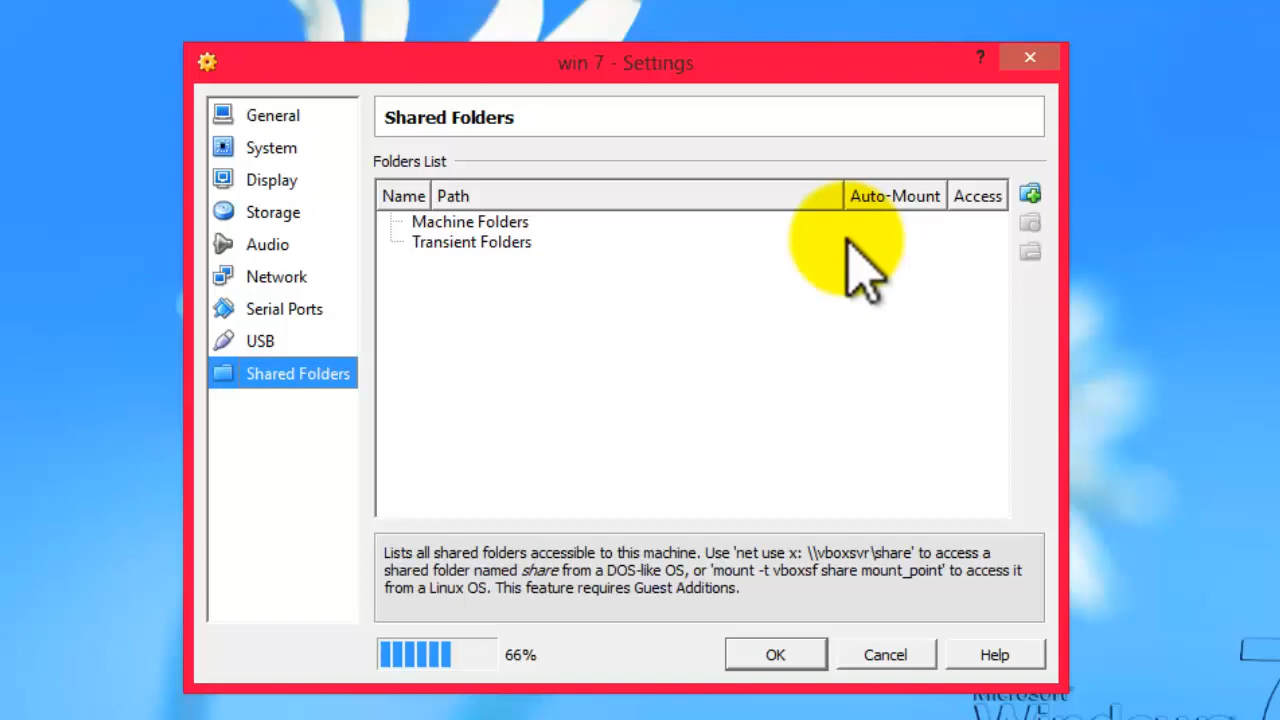 win 7 - Settings
?
General
System
Display
Storage
Audio
Network
Serial Ports
USB
Shared Folders
Shared Folders
Folders List
Name Path Auto-Mount Access
Machine Folders
Transient Folders
Lists all shared folders accessible to this machine. Use 'net use x: \\vboxsvr\share' to access a
shared folder named share from a DOS-like OS, or 'mount -t vboxsf share mount_point' to access it
from a Linux OS. This feature requires Guest Additions.
66%
OK
Cancel
Help
Microsoft
Windows 7